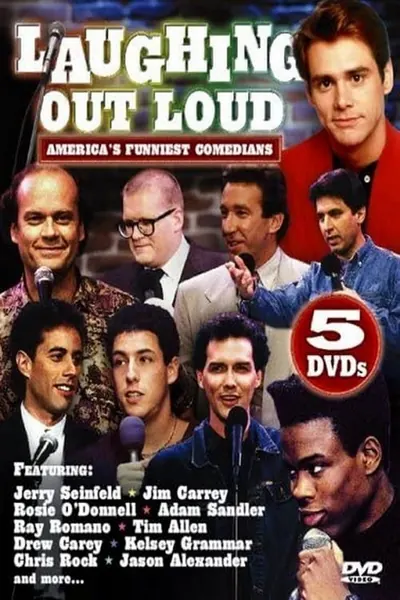 LAUGHING
OUT LOUD
AMERICA'S FUNNIEST COMEDIANS
5
DVDs
FEATURING:
Jerry Seinfeld ★ Jim Carrey
Rosie O'Donnell ★ Adam Sandler
Ray Romano ★ Tim Allen
Drew Carey ★ Kelsey Grammar
Chris Rock ★ Jason Alexander
and more...
DVD
VIDEO